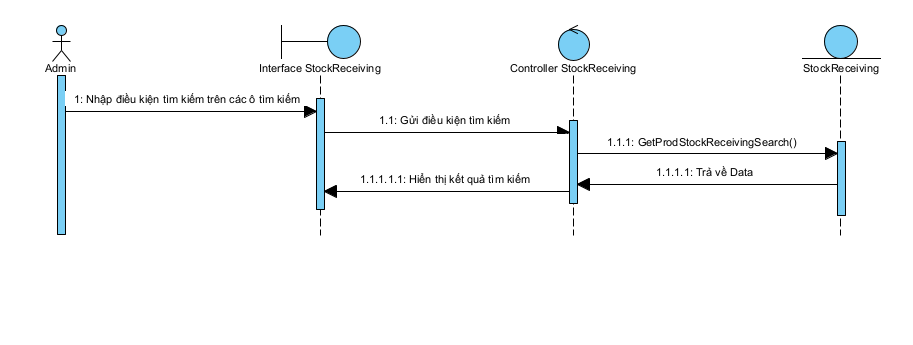 Admin
Interface StockReceiving
Controller StockReceiving
StockReceiving
1: Nhập điều kiện tìm kiếm trên các ô tìm kiếm
1.1: Gửi điều kiện tìm kiếm
1.1.1: GetProdStockReceivingSearch()
1.1.1.1: Trả về Data
1.1.1.1.1: Hiển thị kết quả tìm kiếm